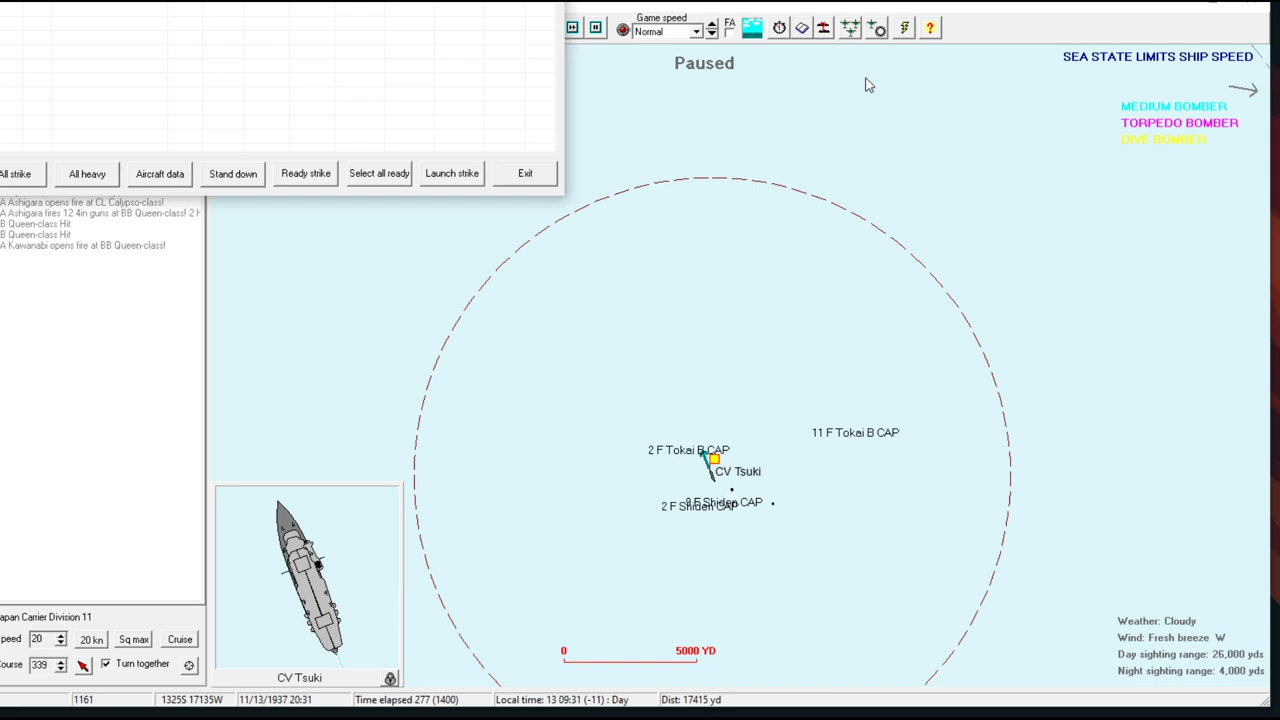 Game speed
Normal
FA
Paused
SEA STATE LIMITS SHIP SPEED
MEDIUM BOMBER
TORPEDO BOMBER
DIVE BOMBER
All strike
All heavy
Aircraft data
Stand down
Ready strike
Select all ready
Launch strike
Exit
A Ashigara opens fire at CL Calypso-class!
A Ashigara fires 12 4in guns at BB Queen-class! 2 h
B Queen-class Hit
B Queen-class Hit
A Kawanabi opens fire at BB Queen-class!
11 F Tokai B CAP
2 F Tokai B CAP
CV Tsuki
2 F Shiden CAP
0 5000 YD
CV Tsuki
apan Carrier Division 11
peed 20 20 kn Sq max Cruise
ourse 339 Turn together
Weather: Cloudy
Wind: Fresh breeze W
Day sighting range: 26,000 yds
Night sighting range: 4,000 yds
1161 1325S 17135W 11/13/1937 20:31 Time elapsed 277 (1400) Local time: 13 09:31 (-11) : Day Dist: 17415 yd